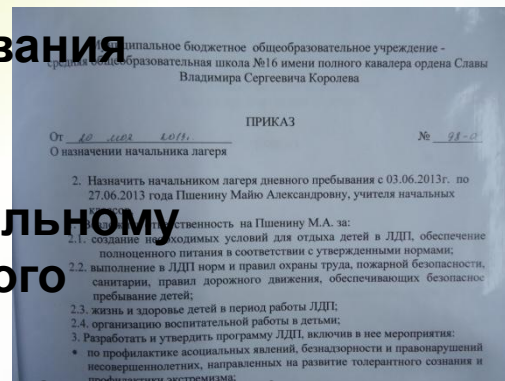 вания
Муниципальное бюджетное общеобразовательное учреждение -
средняя общеобразовательная школа №16 имени полного кавалера ордена Славы
Владимира Сергеевича Королева
ПРИКАЗ
От 20 мая 2013г. № 98-о
О назначении начальника лагеря
2. Назначить начальником лагеря дневного пребывания с 03.06.2013г. по
27.06.2013 года Пшенину Майю Александровну, учителя начальных
льному
ответственность на Пшенину М.А. за:
2.1. создание необходимых условий для отдыха детей в ЛДП, обеспечение
полноценного питания в соответствии с утвержденными нормами;
ого
2.2. выполнение в ЛДП норм и правил охраны труда, пожарной безопасности,
санитарии, правил дорожного движения, обеспечивающих безопасное
пребывание детей;
2.3. жизнь и здоровье детей в период работы ЛДП;
2.4. организацию воспитательной работы в детьми;
3. Разработать и утвердить программу ЛДП, включив в нее мероприятия:
• по профилактике асоциальных явлений, безнадзорности и правонарушений
несовершеннолетних, направленных на развитие толерантного сознания и
профилактики экстремизма;